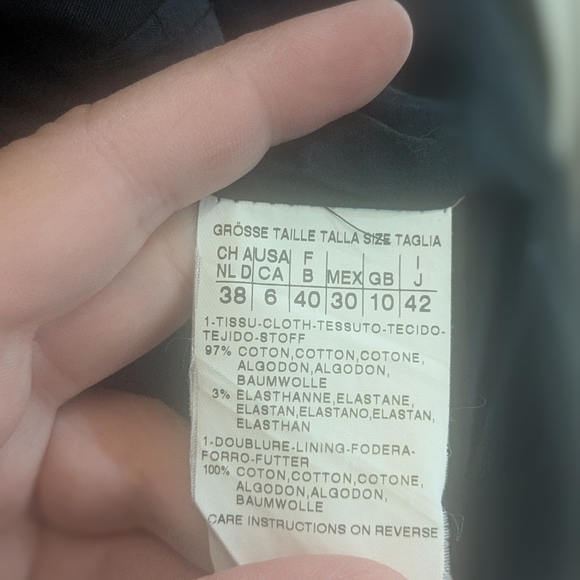 GRÖSSE TAILLE TALLA SIZE TAGLIA
CH A USA F I
NL D CA B MEX GB J
38 6 40 30 10 42
1-TISSU-CLOTH-TESSUTO-TECIDO-
TEJIDO-STOFF
97% COTON,COTTON,COTONE,
ALGODON,ALGODON,
BAUMWOLLE
3% ELASTHANNE,ELASTANE,
ELASTAN,ELASTANO,ELASTAN,
ELASTHAN
1-DOUBLURE-LINING-FODERA-
FORRO-FUTTER
100% COTON,COTTON,COTONE,
ALGODON,ALGODON,
BAUMWOLLE
CARE INSTRUCTIONS ON REVERSE